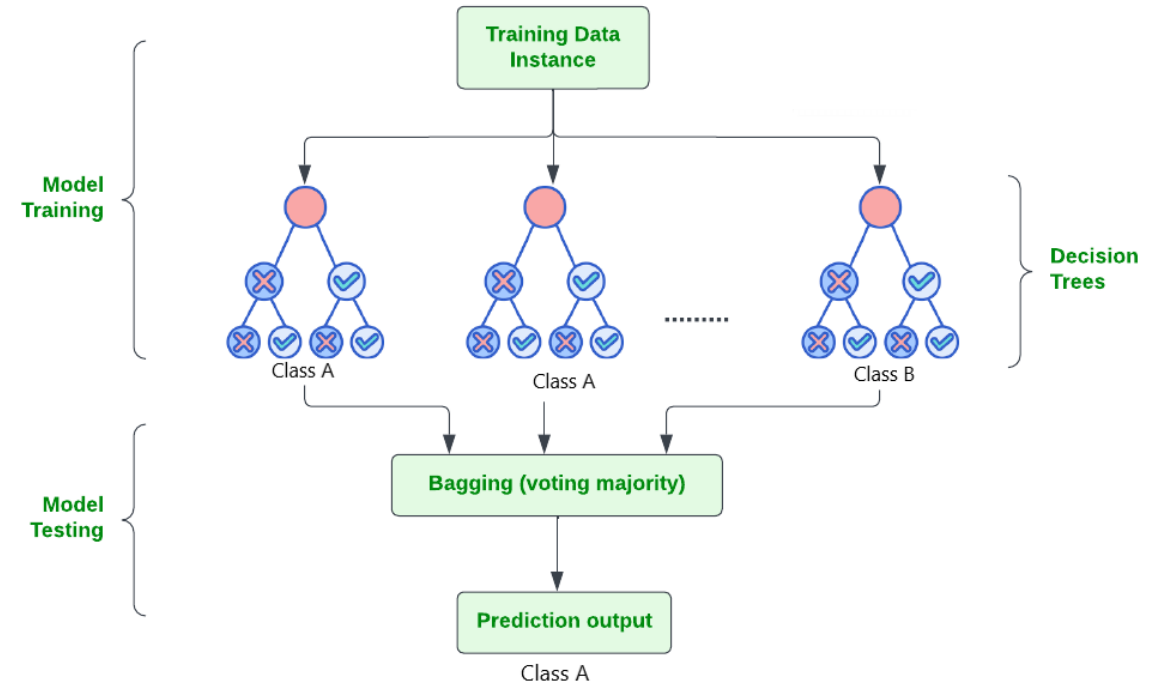 Training Data
Instance
Model
Training
Decision
Trees
Class A
Class A
Class B
Bagging (voting majority)
Model
Testing
Prediction output
Class A